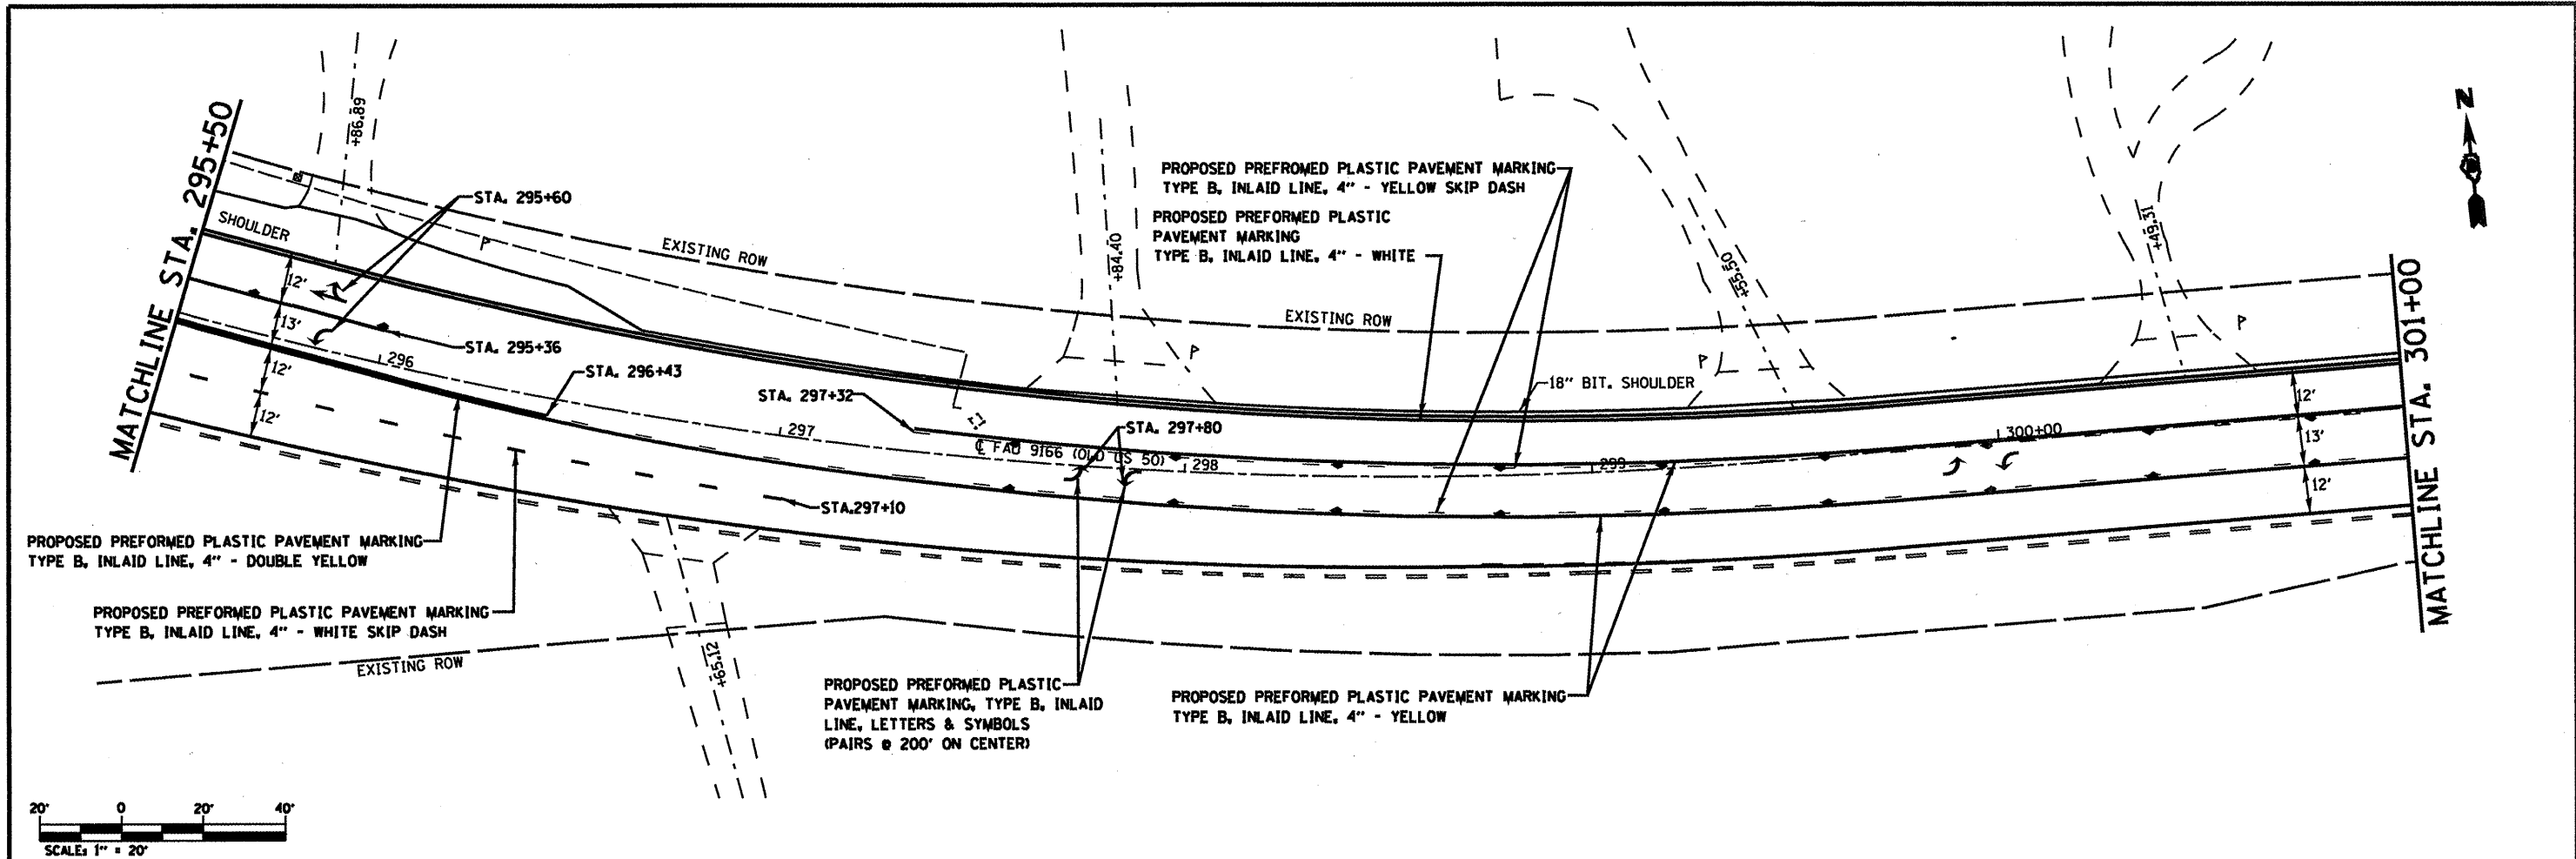 MATCHLINE STA. 295+50
+86.89
STA. 295+60
SHOULDER
12'
13'
12'
12'
P
EXISTING ROW
STA. 295+36
296
STA. 296+43
297
STA. 297+32
STA.297+10
+84.40
P
PROPOSED PREFROMED PLASTIC PAVEMENT MARKING
TYPE B, INLAID LINE, 4" - YELLOW SKIP DASH
PROPOSED PREFORMED PLASTIC
PAVEMENT MARKING
TYPE B, INLAID LINE, 4" - WHITE
EXISTING ROW
18" BIT. SHOULDER
+55.50
P
+49.31
P
N
STA. 297+80
℄ FAU 9166 (OLD US 50)
298
299
300+00
12'
13'
12'
MATCHLINE STA. 301+00
PROPOSED PREFORMED PLASTIC PAVEMENT MARKING
TYPE B, INLAID LINE, 4" - DOUBLE YELLOW
PROPOSED PREFORMED PLASTIC PAVEMENT MARKING
TYPE B, INLAID LINE, 4" - WHITE SKIP DASH
EXISTING ROW
+65.12
PROPOSED PREFORMED PLASTIC
PAVEMENT MARKING, TYPE B, INLAID
LINE, LETTERS & SYMBOLS
(PAIRS @ 200' ON CENTER)
PROPOSED PREFORMED PLASTIC PAVEMENT MARKING
TYPE B, INLAID LINE, 4" - YELLOW
20' 0 20' 40'
SCALE: 1" = 20'